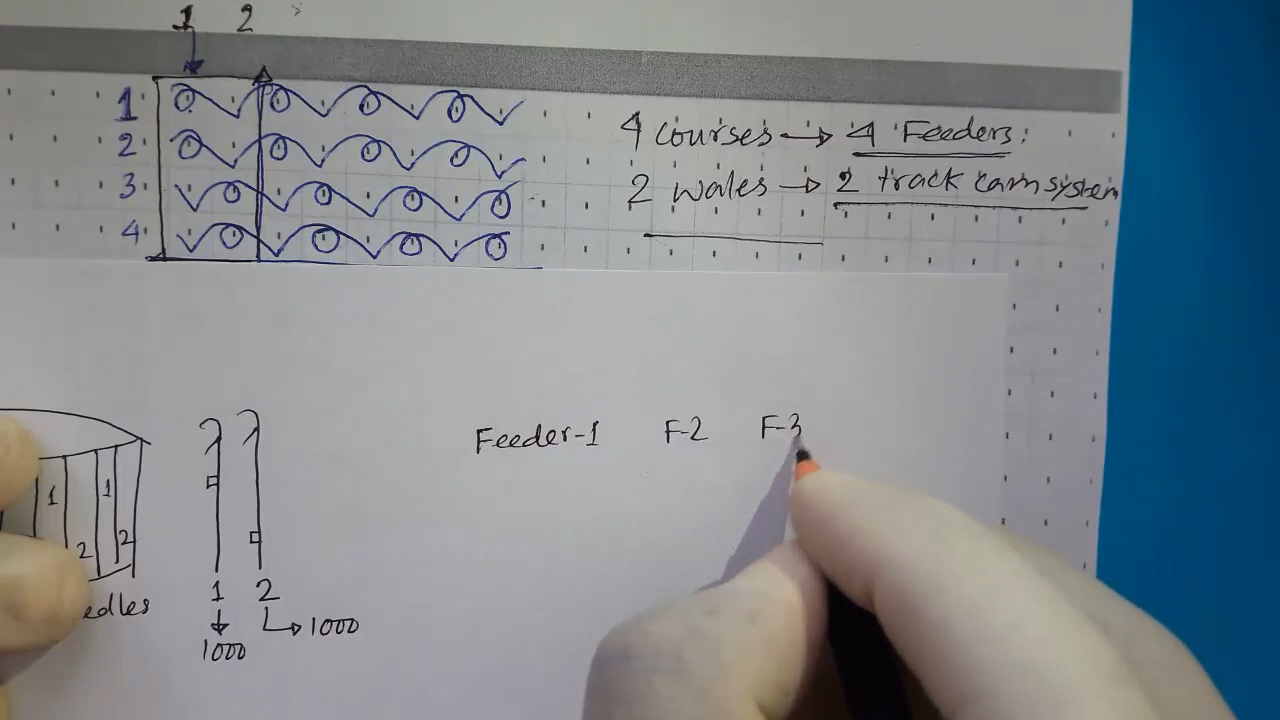 1 2
1
2
3
4
4 courses → 4 Feeders:
2 wales → 2 track cam system
Feeder-1 F-2 F-3
1 1
2 2
edles
1 2
1000
1000